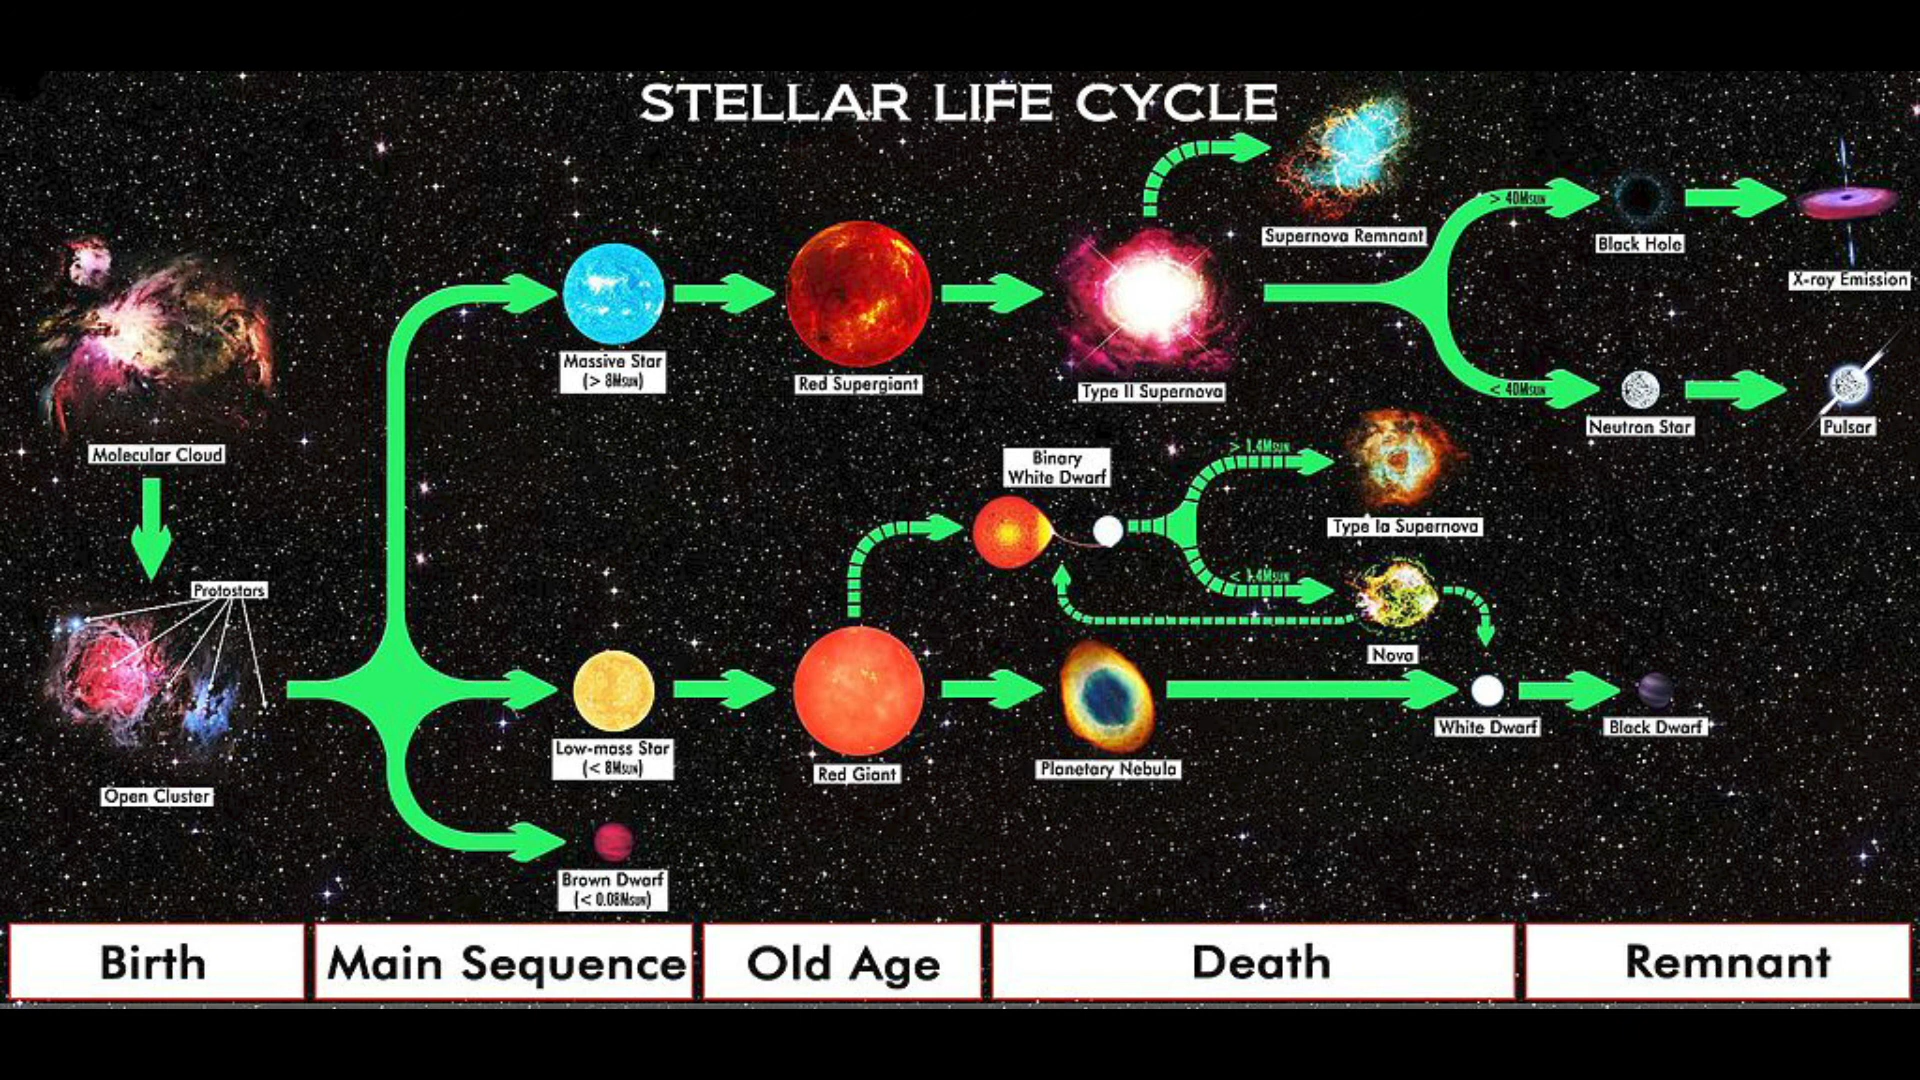 STELLAR LIFE CYCLE
Supernova Remnant
> 40MSUN
Black Hole
X-ray Emission
Massive Star
(> 8MSUN)
Red Supergiant
Type II Supernova
< 40MSUN
Neutron Star
Pulsar
Molecular Cloud
Binary
White Dwarf
> 1.4MSUN
Type Ia Supernova
Protostars
< 1.4MSUN
Nova
Open Cluster
Low-mass Star
(< 8MSUN)
Red Giant
Planetary Nebula
White Dwarf
Black Dwarf
Brown Dwarf
(< 0.08MSUN)
Birth
Main Sequence
Old Age
Death
Remnant